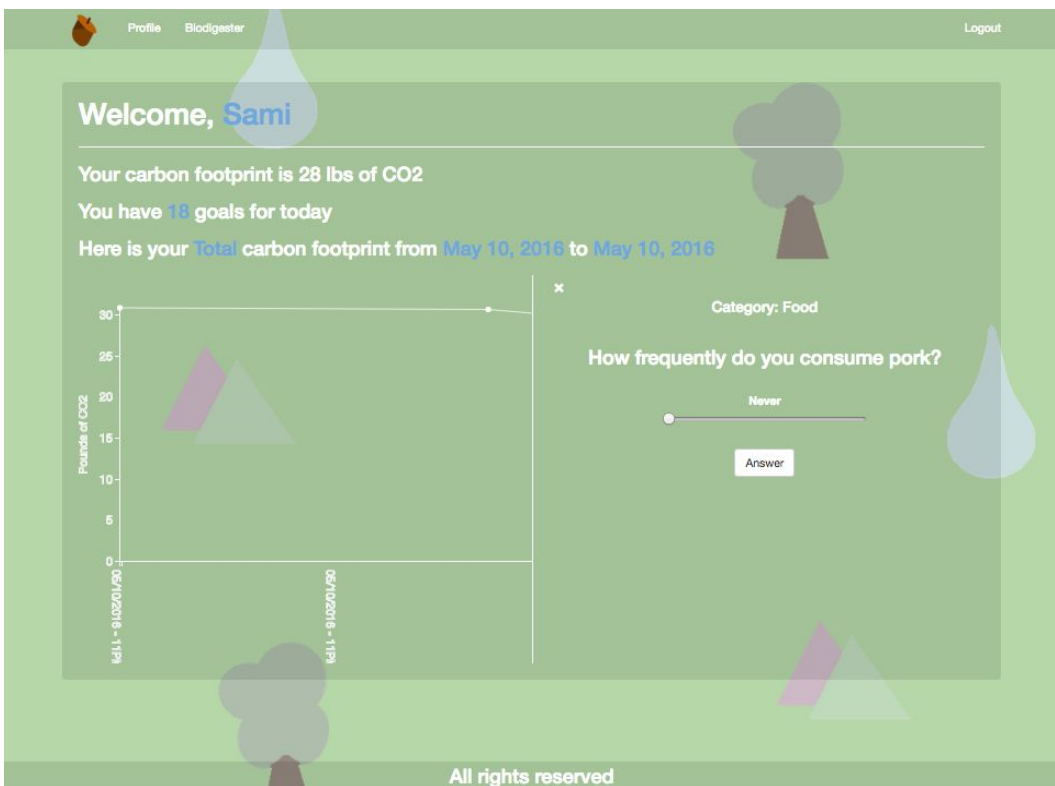 Profile Biodigester Logout
Welcome, Sami
Your carbon footprint is 28 lbs of CO2
You have 18 goals for today
Here is your Total carbon footprint from May 10, 2016 to May 10, 2016
×
Category: Food
How frequently do you consume pork?
Never
Answer
Pounds of CO2
30
25
20
15
10
5
0
05/10/2016 - 11P
05/10/2016 - 11P
All rights reserved